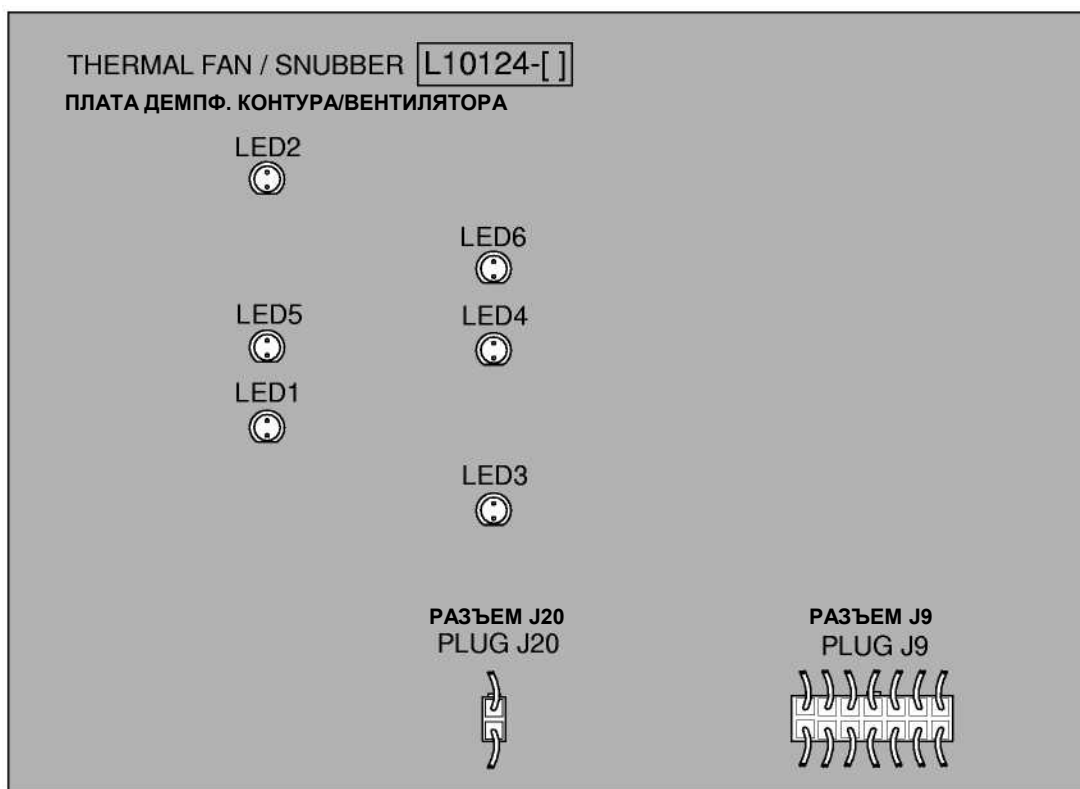 THERMAL FAN / SNUBBER L10124-[ ]
ПЛАТА ДЕМПФ. КОНТУРА/ВЕНТИЛЯТОРА
LED2
LED6
LED5
LED4
LED1
LED3
РАЗЪЕМ J20
PLUG J20
РАЗЪЕМ J9
PLUG J9